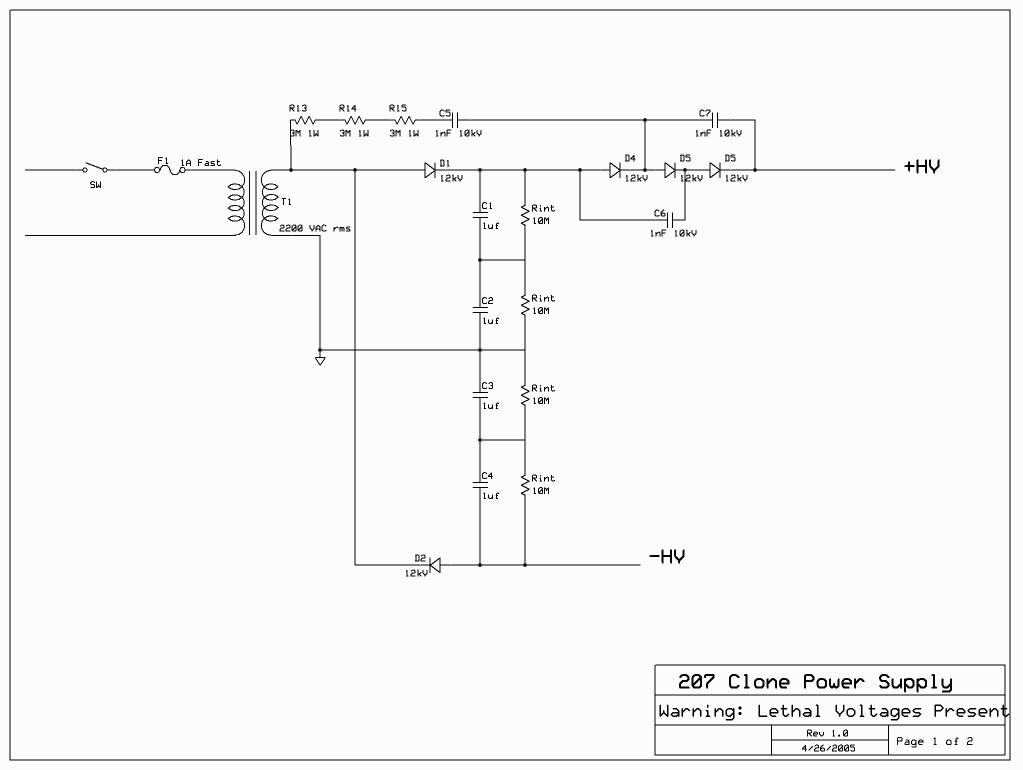 R13
R14
R15
C5
C7
3M 1W
3M 1W
3M 1W
1nF 10kV
1nF 10kV
F1 1A Fast
D1
D4
D5
D5
+HV
SW
12kV
12kV
12kV
12kV
T1
C1
Rint
C6
1uf
10M
2200 VAC rms
1nF 10kV
C2
Rint
1uf
10M
C3
Rint
1uf
10M
C4
Rint
1uf
10M
D2
-HV
12kV
207 Clone Power Supply
Warning: Lethal Voltages Present
Rev 1.0
Page 1 of 2
4/26/2005